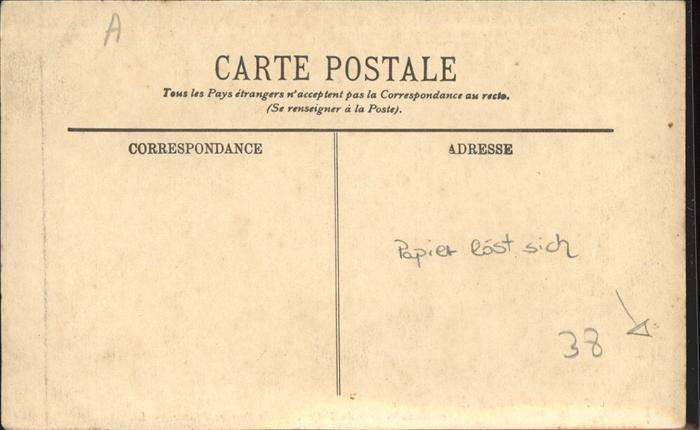 A
CARTE POSTALE
Tous les Pays étrangers n'acceptent pas la Correspondance au recto.
(Se renseigner à la Poste).
CORRESPONDANCE
ADRESSE
Papier löst sich
38